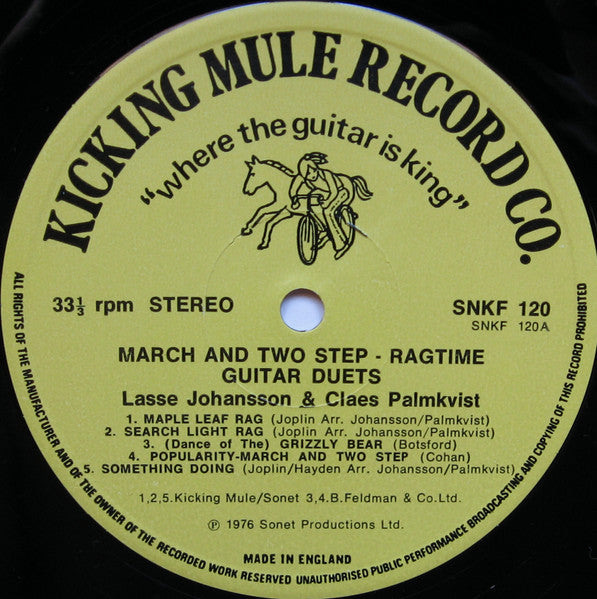 KICKING MULE RECORD CO.
"where the guitar is king"
33⅓ rpm STEREO
SNKF 120
SNKF 120A
MARCH AND TWO STEP - RAGTIME
GUITAR DUETS
Lasse Johansson & Claes Palmkvist
1. MAPLE LEAF RAG (Joplin Arr. Johansson/Palmkvist)
2. SEARCH LIGHT RAG (Joplin Arr. Johansson/Palmkvist)
3. (Dance of The) GRIZZLY BEAR (Botsford)
4. POPULARITY-MARCH AND TWO STEP (Cohan)
5. SOMETHING DOING (Joplin/Hayden Arr. Johansson/Palmkvist)
1,2,5.Kicking Mule/Sonet 3,4.B.Feldman & Co.Ltd.
℗ 1976 Sonet Productions Ltd.
MADE IN ENGLAND
ALL RIGHTS OF THE MANUFACTURER AND OF THE OWNER OF THE RECORDED WORK RESERVED UNAUTHORISED PUBLIC PERFORMANCE BROADCASTING AND COPYING OF THIS RECORD PROHIBITED